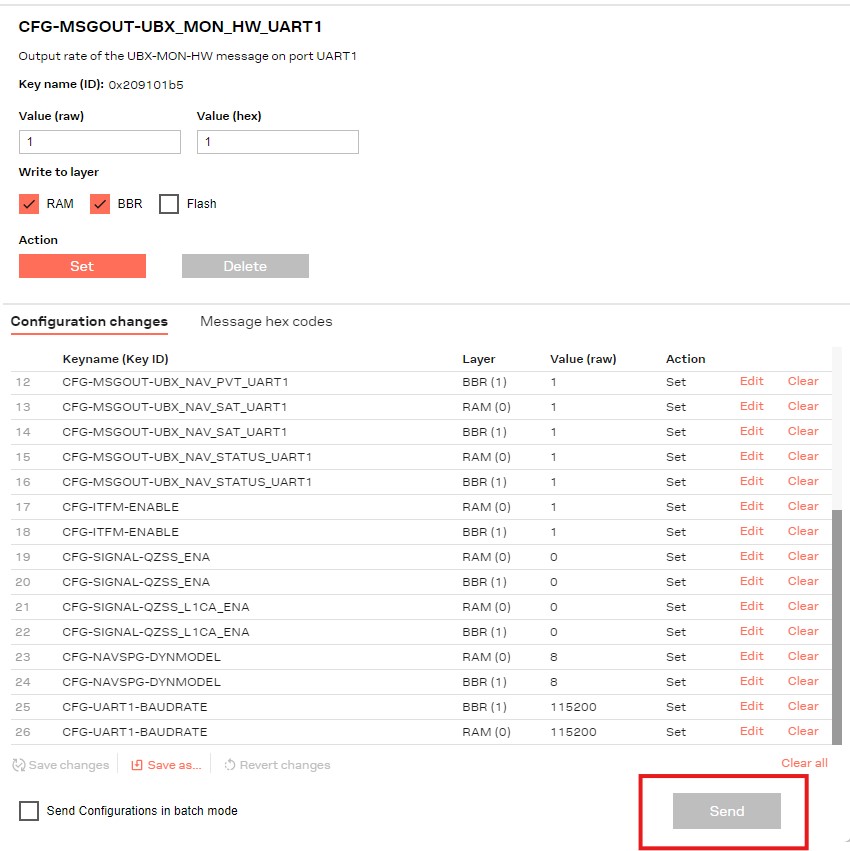 CFG-MSGOUT-UBX_MON_HW_UART1
Output rate of the UBX-MON-HW message on port UART1
Key name (ID): 0x209101b5
Value (raw) Value (hex)
1 1
Write to layer
RAM BBR Flash
Action
Set Delete
Configuration changes Message hex codes
Keyname (Key ID) Layer Value (raw) Action
12 CFG-MSGOUT-UBX_NAV_PVT_UART1 BBR (1) 1 Set Edit Clear
13 CFG-MSGOUT-UBX_NAV_SAT_UART1 RAM (0) 1 Set Edit Clear
14 CFG-MSGOUT-UBX_NAV_SAT_UART1 BBR (1) 1 Set Edit Clear
15 CFG-MSGOUT-UBX_NAV_STATUS_UART1 RAM (0) 1 Set Edit Clear
16 CFG-MSGOUT-UBX_NAV_STATUS_UART1 BBR (1) 1 Set Edit Clear
17 CFG-ITFM-ENABLE RAM (0) 1 Set Edit Clear
18 CFG-ITFM-ENABLE BBR (1) 1 Set Edit Clear
19 CFG-SIGNAL-QZSS_ENA RAM (0) 0 Set Edit Clear
20 CFG-SIGNAL-QZSS_ENA BBR (1) 0 Set Edit Clear
21 CFG-SIGNAL-QZSS_L1CA_ENA RAM (0) 0 Set Edit Clear
22 CFG-SIGNAL-QZSS_L1CA_ENA BBR (1) 0 Set Edit Clear
23 CFG-NAVSPG-DYNMODEL RAM (0) 8 Set Edit Clear
24 CFG-NAVSPG-DYNMODEL BBR (1) 8 Set Edit Clear
25 CFG-UART1-BAUDRATE BBR (1) 115200 Set Edit Clear
26 CFG-UART1-BAUDRATE RAM (0) 115200 Set Edit Clear
Save changes Save as... Revert changes Clear all
Send Configurations in batch mode Send